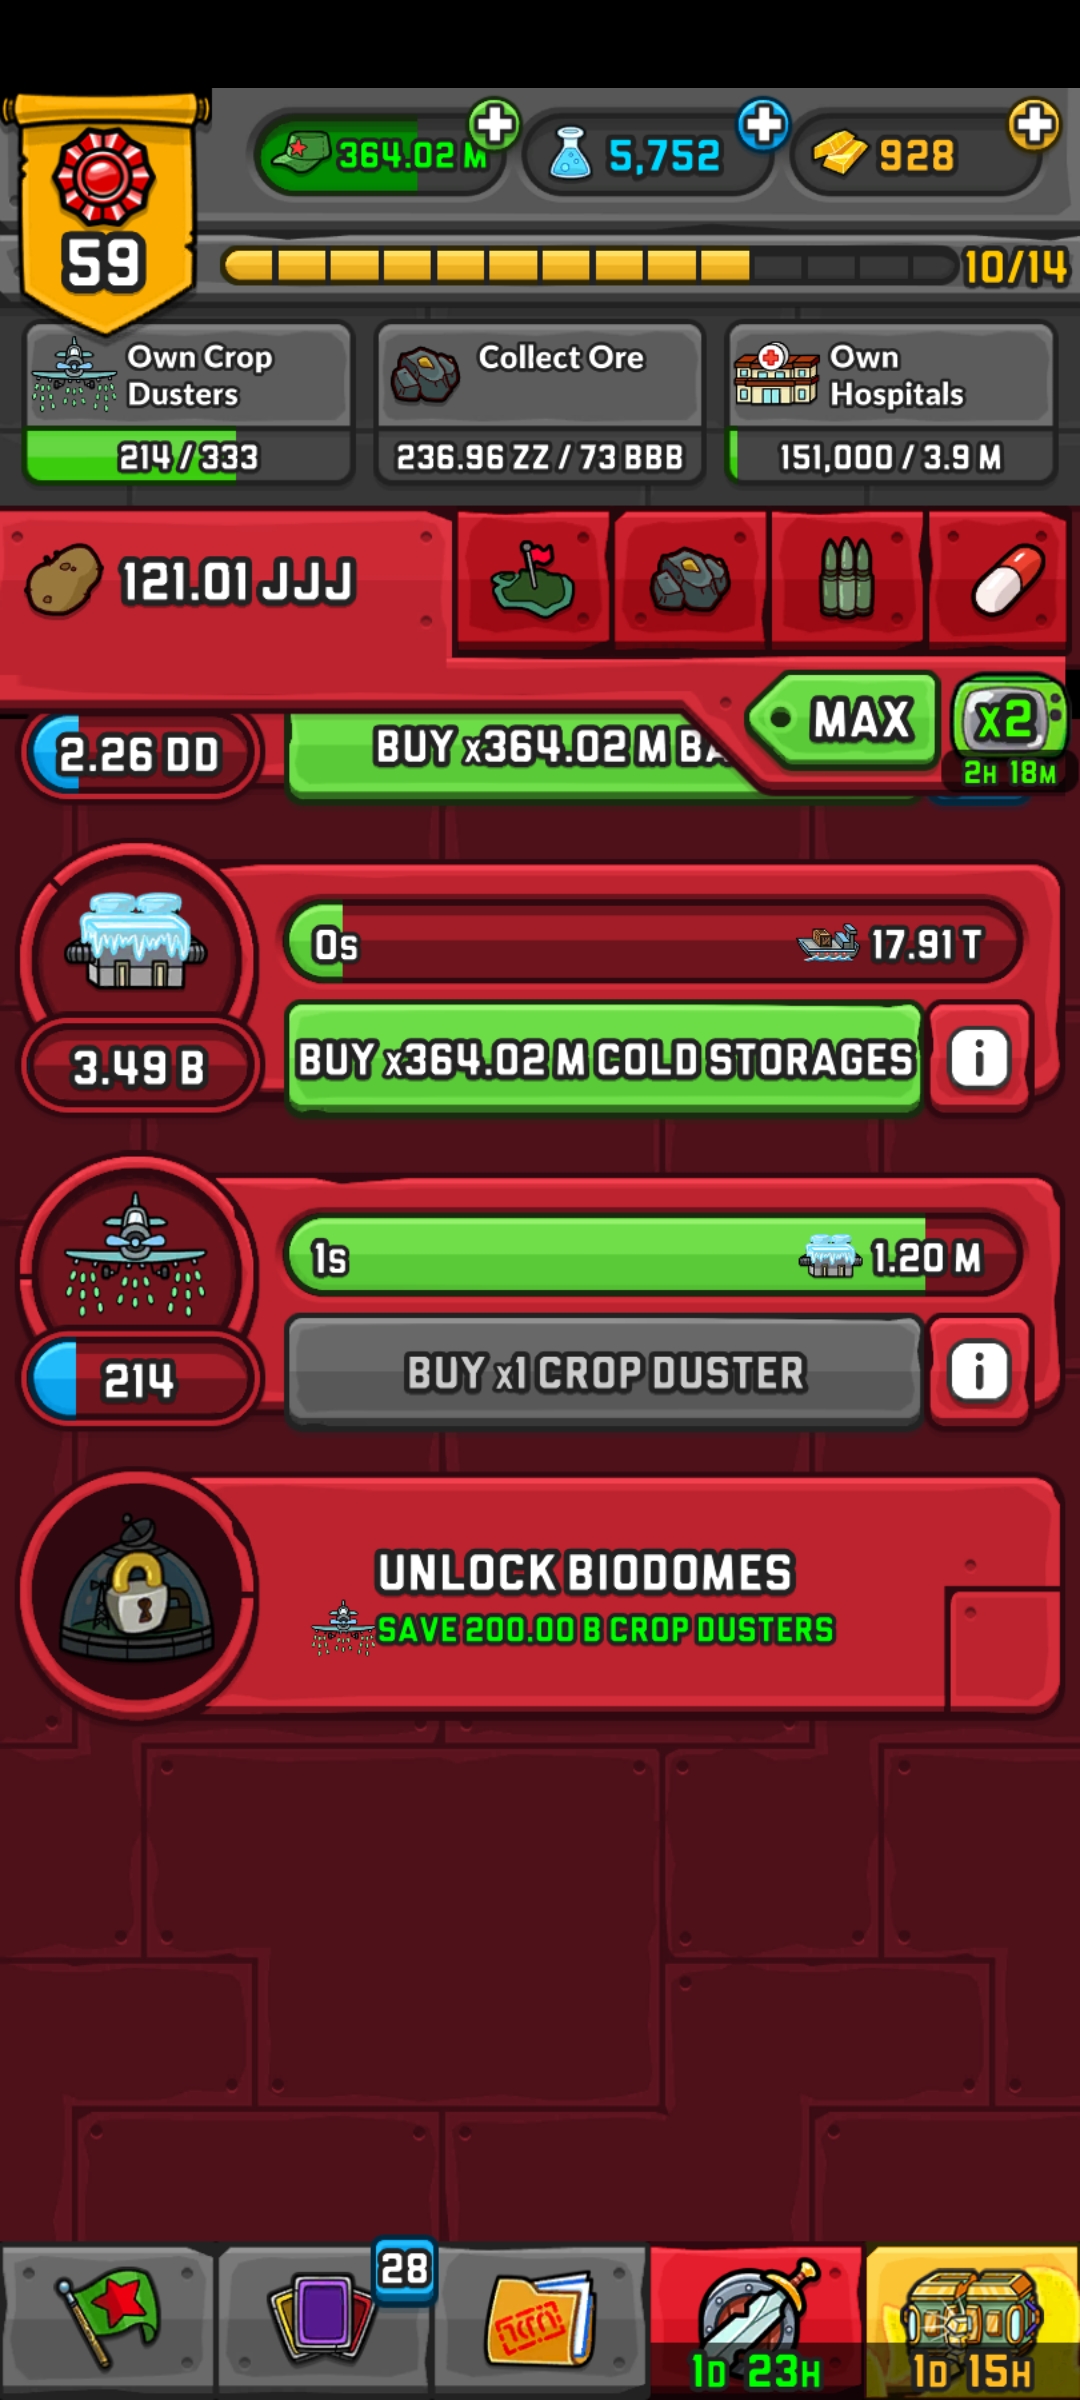 364.02 M
5,752
928
59
10/14
Own Crop
Dusters
214 / 333
Collect Ore
236.96 ZZ / 73 BBB
Own
Hospitals
151,000 / 3.9 M
121.01 JJJ
MAX
x2
2H 18M
2.26 DD
BUY x364.02 M BA
0s
17.91 T
3.49 B
BUY x364.02 M COLD STORAGES
i
1s
1.20 M
214
BUY x1 CROP DUSTER
i
UNLOCK BIODOMES
SAVE 200.00 B CROP DUSTERS
28
1D 23H
1D 15H